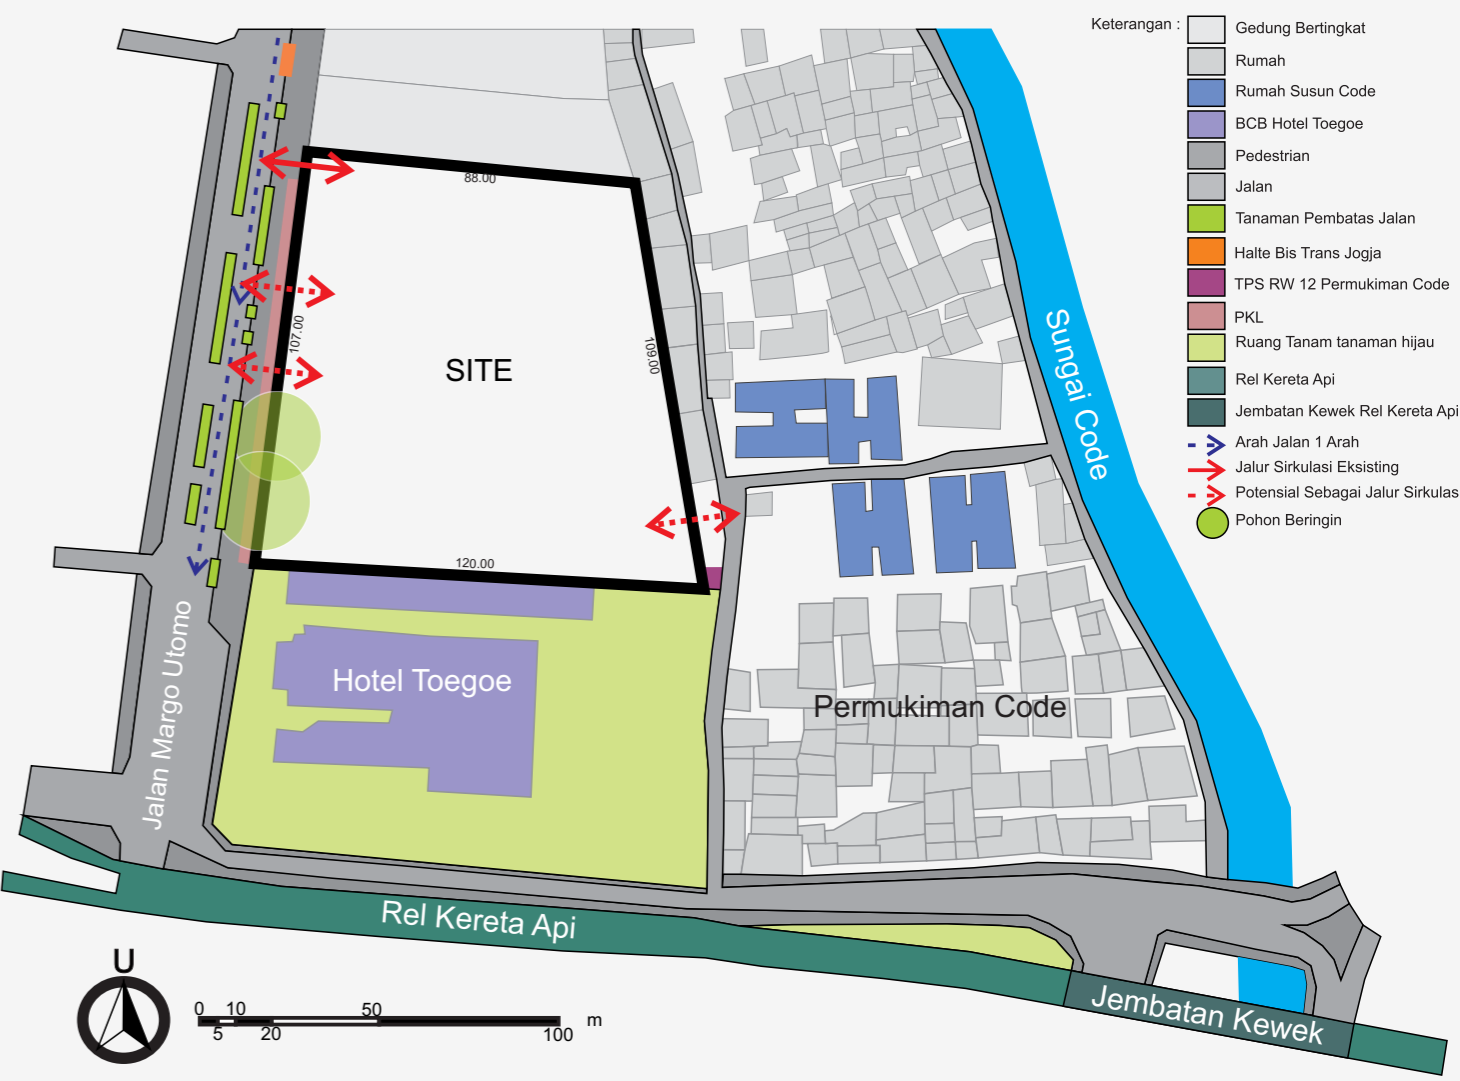 Keterangan :
Gedung Bertingkat
Rumah
Rumah Susun Code
BCB Hotel Toegoe
Pedestrian
Jalan
Tanaman Pembatas Jalan
Halte Bis Trans Jogja
TPS RW 12 Permukiman Code
PKL
Ruang Tanam tanaman hijau
Rel Kereta Api
Jembatan Kewek Rel Kereta Api
Arah Jalan 1 Arah
Jalur Sirkulasi Eksisting
Potensial Sebagai Jalur Sirkulas
Pohon Beringin
88.00
107.00
SITE
109.00
120.00
Sungai Code
Hotel Toegoe
Permukiman Code
Jalan Margo Utomo
Rel Kereta Api
Jembatan Kewek
U
0 10 50
5 20 100
m